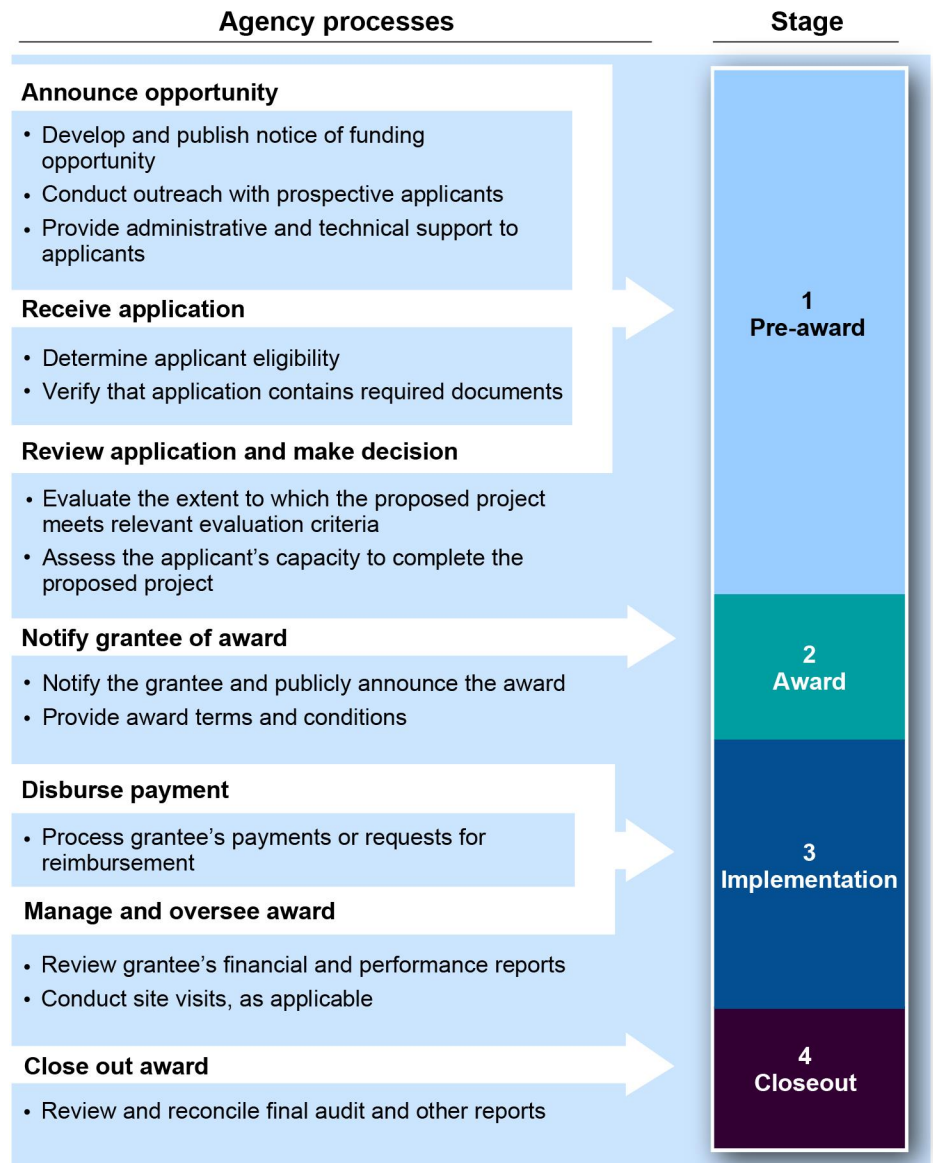 Agency processes
Stage
Announce opportunity
• Develop and publish notice of funding
opportunity
• Conduct outreach with prospective applicants
• Provide administrative and technical support to
applicants
Receive application
• Determine applicant eligibility
• Verify that application contains required documents
Review application and make decision
• Evaluate the extent to which the proposed project
meets relevant evaluation criteria
• Assess the applicant’s capacity to complete the
proposed project
1
Pre-award
Notify grantee of award
• Notify the grantee and publicly announce the award
• Provide award terms and conditions
2
Award
Disburse payment
• Process grantee’s payments or requests for
reimbursement
Manage and oversee award
• Review grantee’s financial and performance reports
• Conduct site visits, as applicable
3
Implementation
Close out award
• Review and reconcile final audit and other reports
4
Closeout